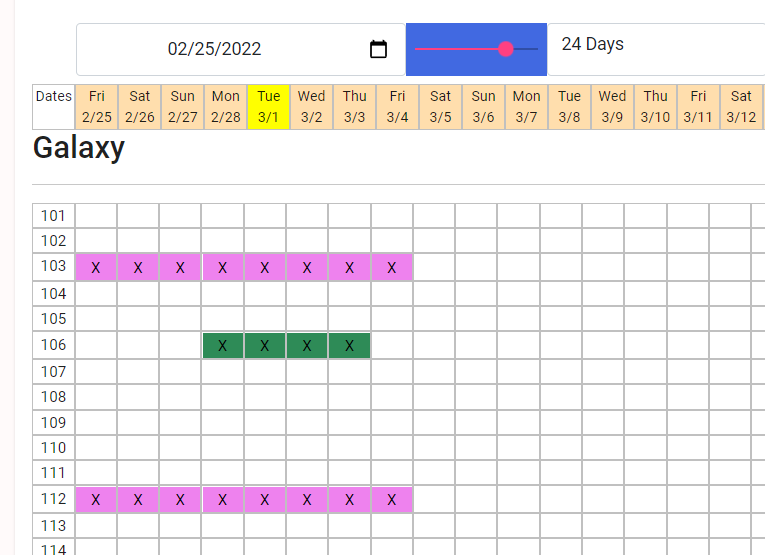 02/25/2022 24 Days
Dates Fri Sat Sun Mon Tue Wed Thu Fri Sat Sun Mon Tue Wed Thu Fri Sat
2/25 2/26 2/27 2/28 3/1 3/2 3/3 3/4 3/5 3/6 3/7 3/8 3/9 3/10 3/11 3/12
Galaxy
101
102
103 X X X X X X X X
104
105
106 X X X X
107
108
109
110
111
112 X X X X X X X X
113
114